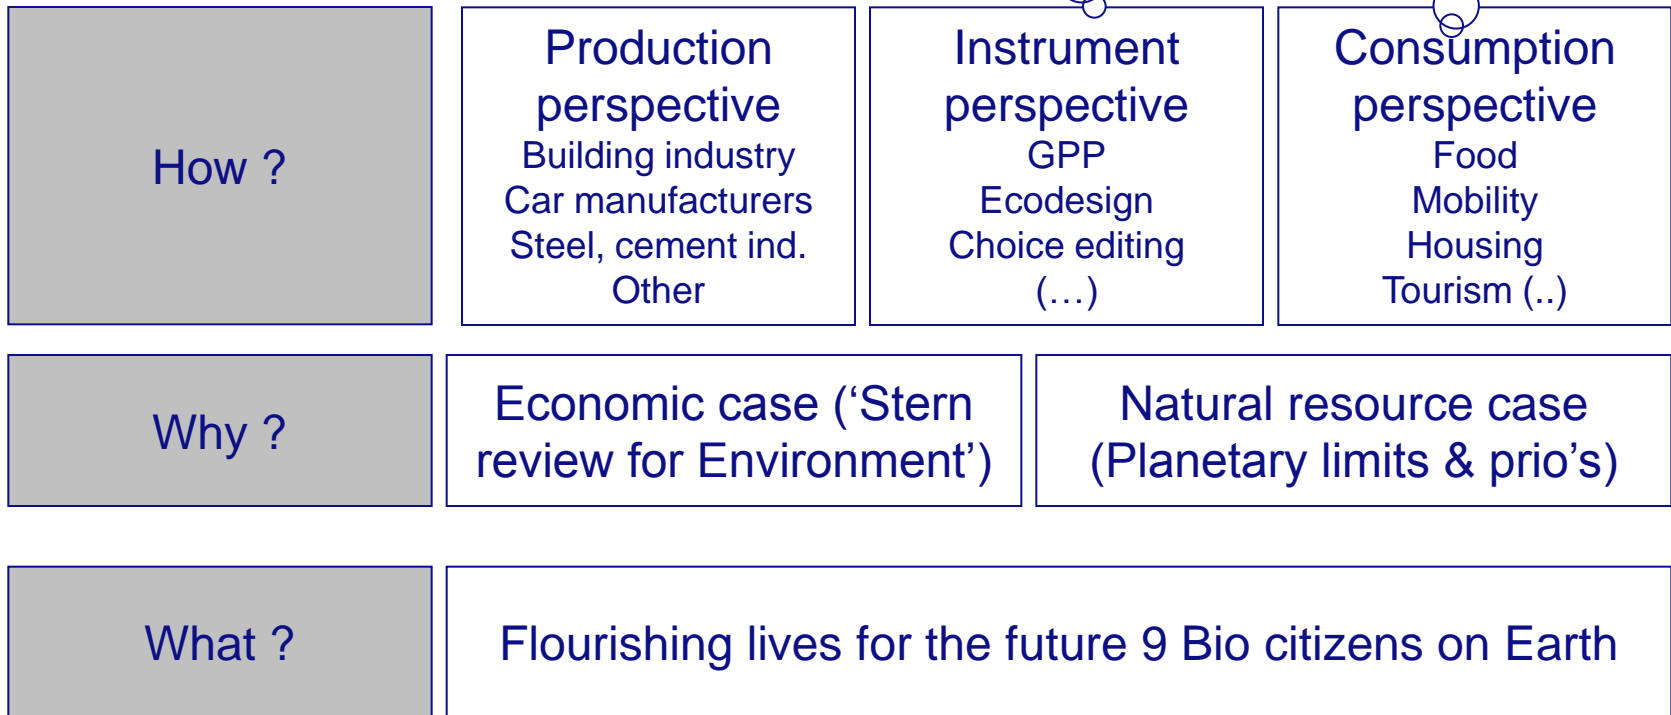 How ?
Production
perspective
Building industry
Car manufacturers
Steel, cement ind.
Other
Instrument
perspective
GPP
Ecodesign
Choice editing
(…)
Consumption
perspective
Food
Mobility
Housing
Tourism (..)
Why ?
Economic case (‘Stern
review for Environment’)
Natural resource case
(Planetary limits & prio’s)
What ?
Flourishing lives for the future 9 Bio citizens on Earth